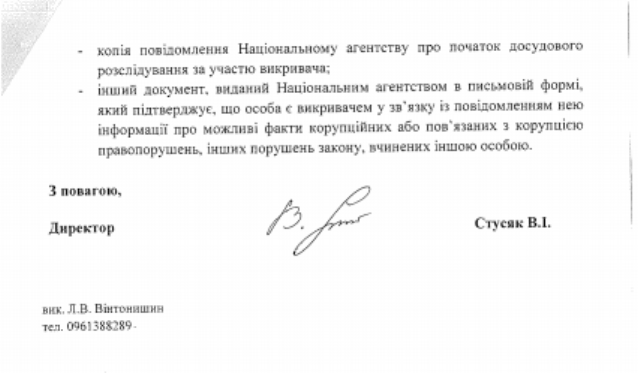 - копія повідомлення Національному агентству про початок досудового
розслідування за участю викривача;
- інший документ, виданий Національним агентством в письмовій формі,
який підтверджує, що особа є викривачем у зв'язку із повідомленням нею
інформації про можливі факти корупційних або пов'язаних з корупцією
правопорушень, інших порушень закону, вчинених іншою особою.
З повагою,
Директор Стусяк В.І.
вик. Л.В. Вінтонишин
тел. 0961388289